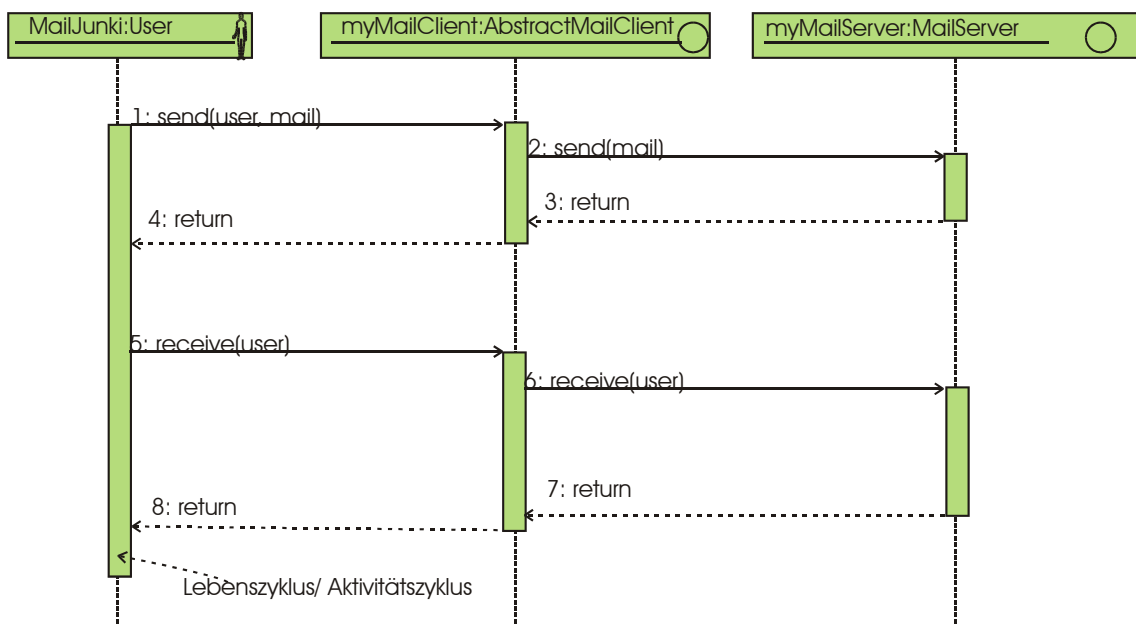 MailJunki:User
myMailClient:AbstractMailClient
myMailServer:MailServer
1: send(user, mail)
2: send(mail)
3: return
4: return
5: receive(user)
6: receive(user)
7: return
8: return
Lebenszyklus/ Aktivitätszyklus